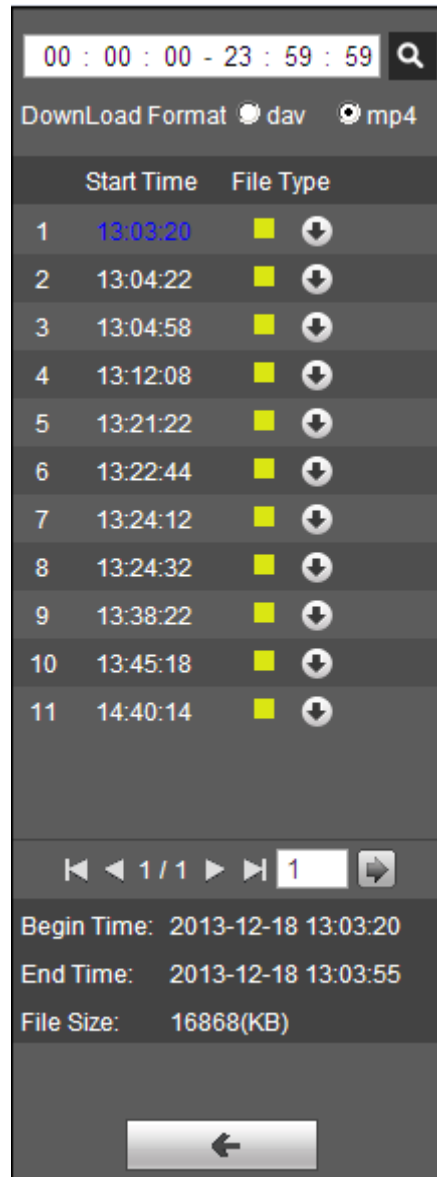 00 : 00 : 00 - 23 : 59 : 59
DownLoad Format dav mp4
Start Time File Type
1 13:03:20
2 13:04:22
3 13:04:58
4 13:12:08
5 13:21:22
6 13:22:44
7 13:24:12
8 13:24:32
9 13:38:22
10 13:45:18
11 14:40:14
1 / 1 1
Begin Time: 2013-12-18 13:03:20
End Time: 2013-12-18 13:03:55
File Size: 16868(KB)